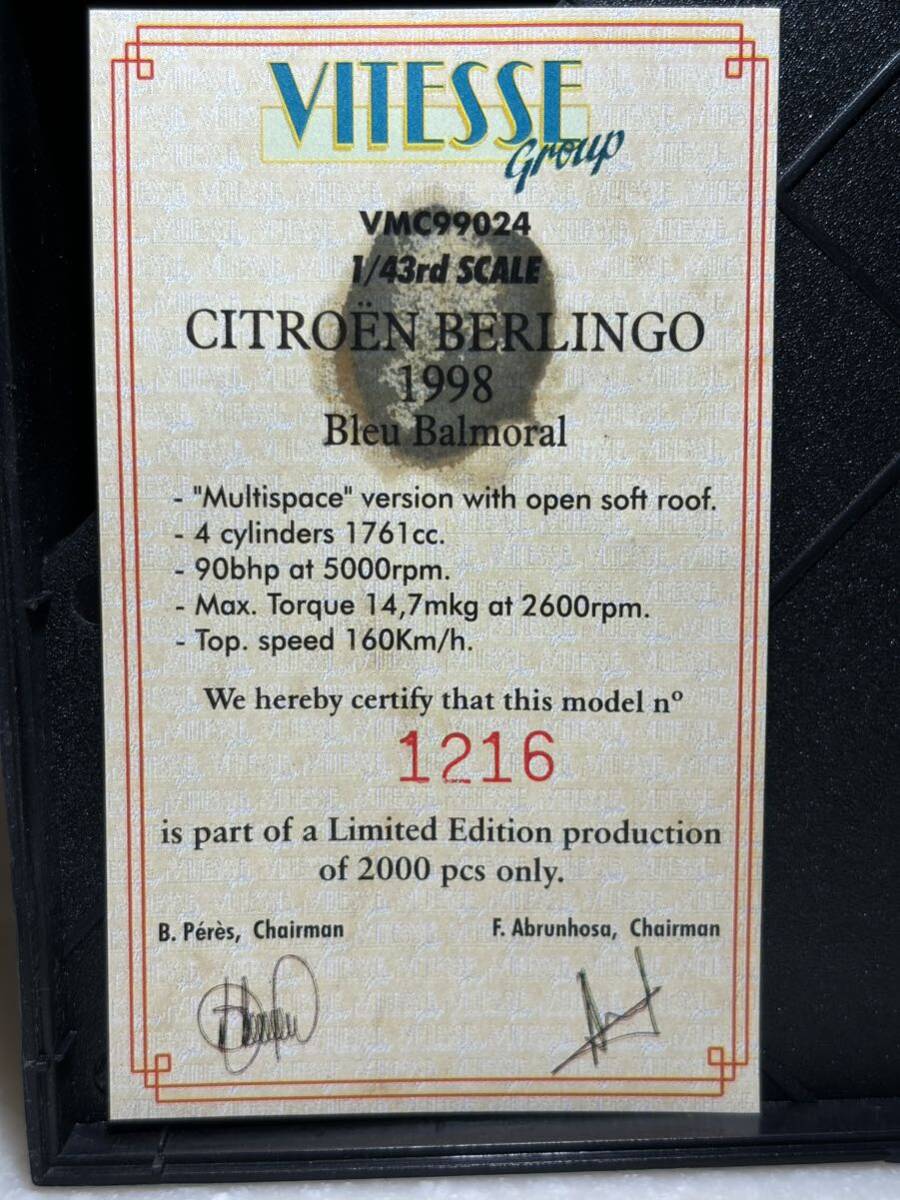 VITESSE
Group
VMC99024
1/43rd SCALE
CITROËN BERLINGO
1998
Bleu Balmoral
- "Multispace" version with open soft roof.
- 4 cylinders 1761cc.
- 90bhp at 5000rpm.
- Max. Torque 14,7mkg at 2600rpm.
- Top. speed 160Km/h.
We hereby certify that this model nº
1216
is part of a Limited Edition production
of 2000 pcs only.
B. Pérès, Chairman F. Abrunhosa, Chairman